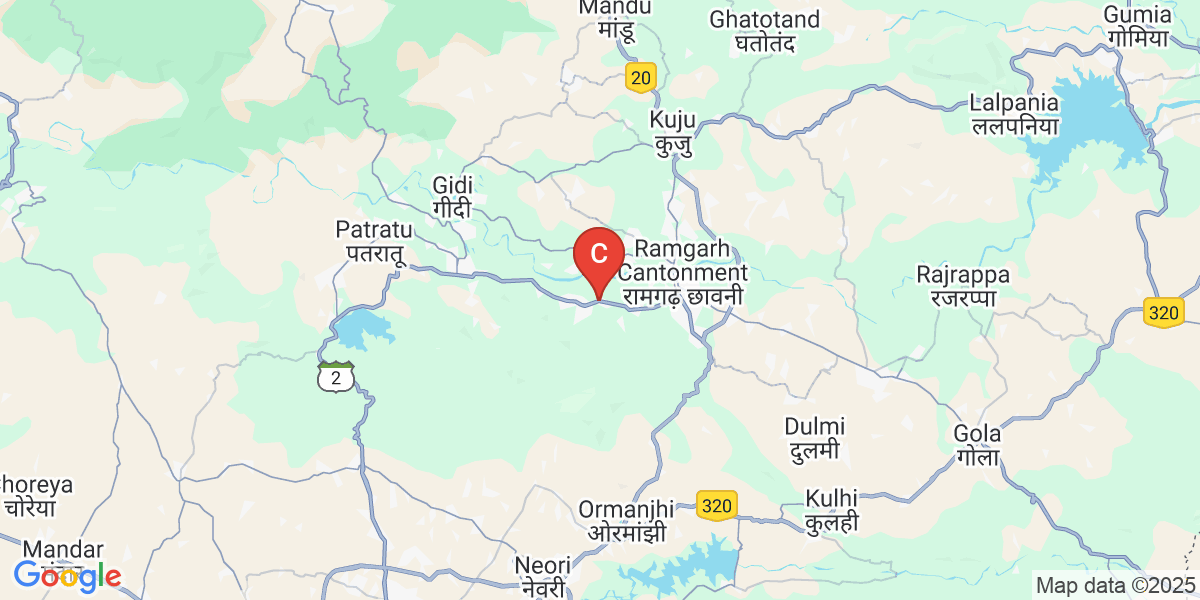 Mandu
मांडू
Ghatotand
घतोतंद
Gumia
गोमिया
20
Lalpania
ललपनिया
Kuju
कुजु
Gidi
गीदी
Patratu
पतरातू
C
Ramgarh
Cantonment
रामगढ़ छावनी
Rajrappa
रजरप्पा
320
2
Dulmi
दुलमी
Gola
गोला
Choreya
चोरेया
Kulhi
कुलही
320
Ormanjhi
ओरमांझी
Mandar
Google
Neori
नेवरी
Map data ©2025